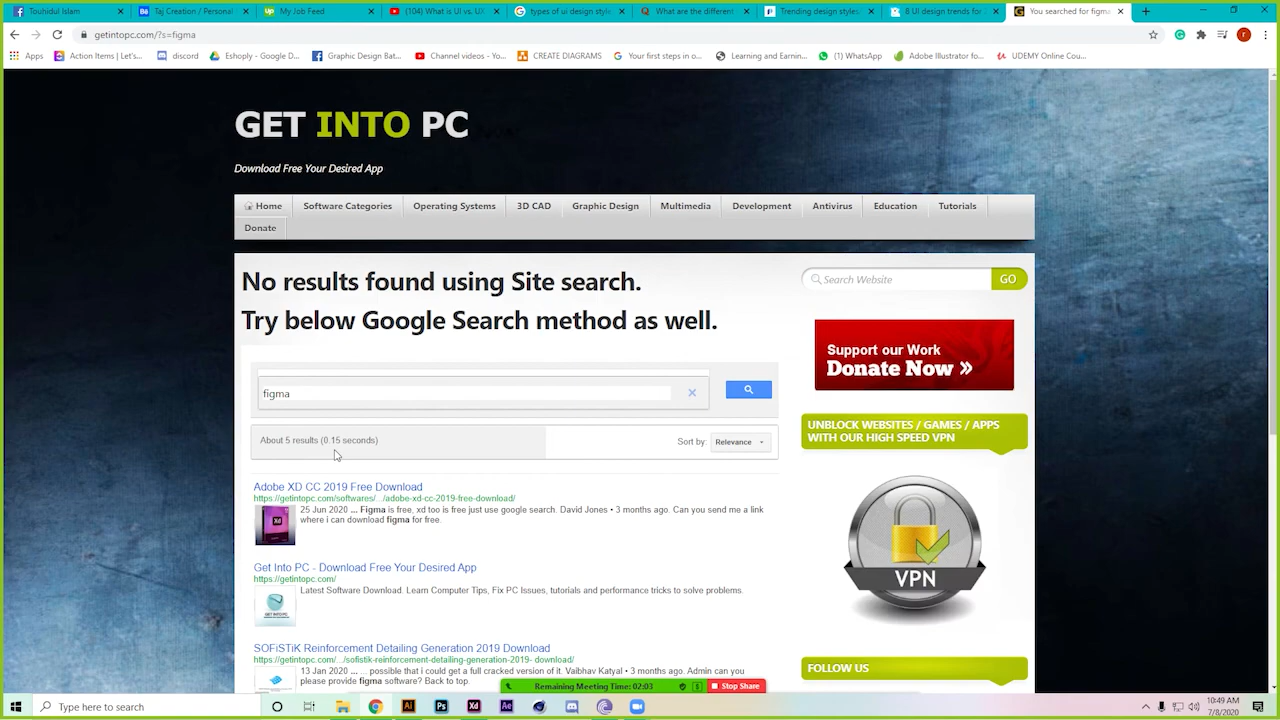 Touhidul Islam
Taj Creation / Personal
My Job Feed
(104) What is UI vs. UX
types of ui design style
What are the different
Trending design styles
8 UI design trends for 2
You searched for figma
getintopc.com/?s=figma
Apps
Action Items | Let's...
discord
Eshoply - Google D...
Graphic Design Bat...
Channel videos - Yo...
CREATE DIAGRAMS
Your first steps in o...
Learning and Earnin...
(1) WhatsApp
Adobe Illustrator fo...
UDEMY Online Cou...
GET INTO PC
Download Free Your Desired App
Home
Software Categories
Operating Systems
3D CAD
Graphic Design
Multimedia
Development
Antivirus
Education
Tutorials
Donate
No results found using Site search.
Try below Google Search method as well.
Search Website
GO
Support our Work
Donate Now »
figma
About 5 results (0.15 seconds)
Sort by:
Relevance
UNBLOCK WEBSITES / GAMES / APPS
WITH OUR HIGH SPEED VPN
VPN
Adobe XD CC 2019 Free Download
https://getintopc.com/softwares/.../adobe-xd-cc-2019-free-download/
25 Jun 2020 ... Figma is free, xd too is free just use google search. David Jones • 3 months ago. Can you send me a link
where i can download figma for free.
Get Into PC - Download Free Your Desired App
https://getintopc.com/
Latest Software Download. Learn Computer Tips, Fix PC Issues, tutorials and performance tricks to solve problems.
GET INTO PC
SOFiSTiK Reinforcement Detailing Generation 2019 Download
https://getintopc.com/.../sofistik-reinforcement-detailing-generation-2019- download/
13 Jan 2020 ... ... possible that i could get a full cracked version of it. Vaibhav Katyal • 3 months ago. Admin can you
please provide figma software? Back to top.
FOLLOW US
Remaining Meeting Time: 02:03
Stop Share
Type here to search
Ai
Ps
Xd
Ae
10:49 AM
7/8/2020